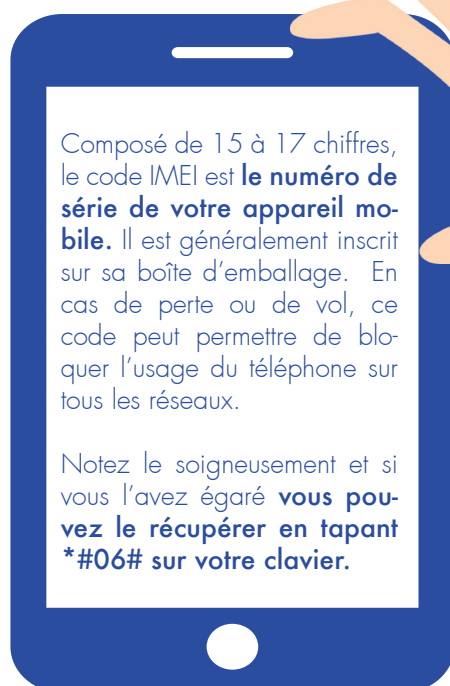 Composé de 15 à 17 chiffres,
le code IMEI est le numéro de
série de votre appareil mo-
bile. Il est généralement inscrit
sur sa boîte d'emballage. En
cas de perte ou de vol, ce
code peut permettre de blo-
quer l'usage du téléphone sur
tous les réseaux.
Notez le soigneusement et si
vous l'avez égaré vous pou-
vez le récupérer en tapant
*#06# sur votre clavier.